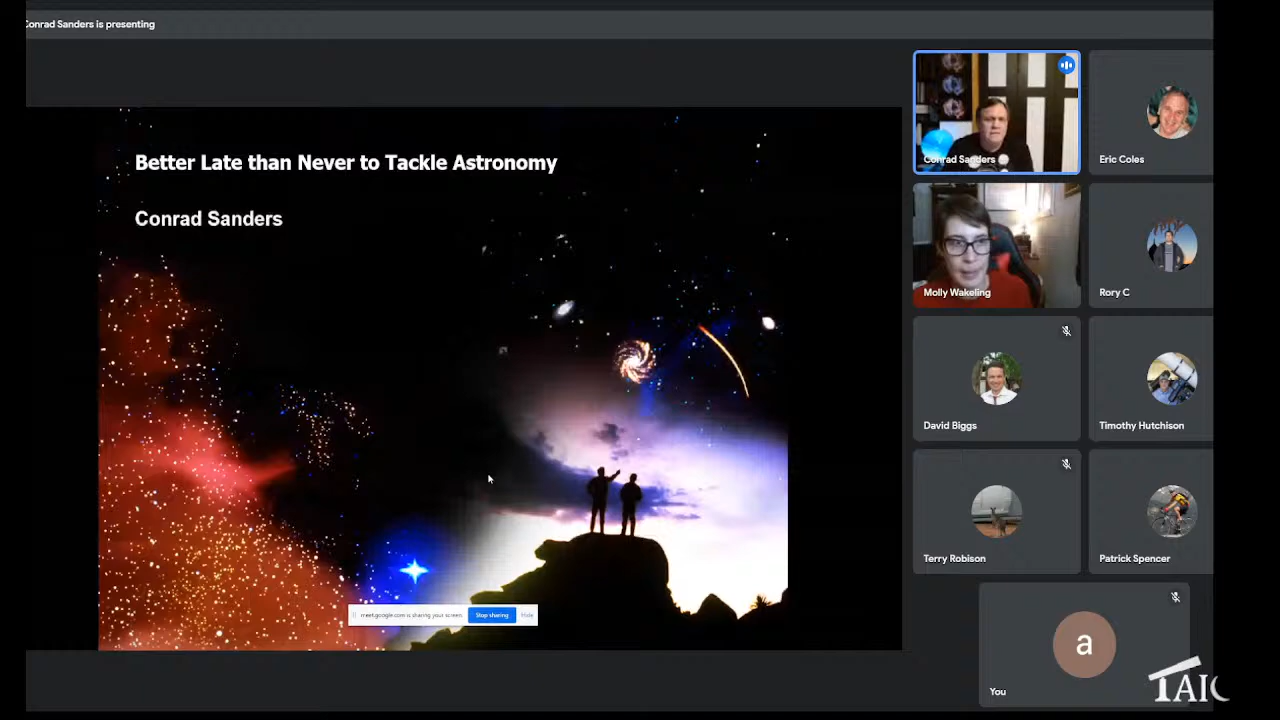 Conrad Sanders is presenting
Better Late than Never to Tackle Astronomy
Conrad Sanders
meet.google.com is sharing your screen.
Stop sharing
Hide
Conrad Sanders
Eric Coles
Molly Wakeling
Rory C
David Biggs
Timothy Hutchison
Terry Robison
Patrick Spencer
a
You
TAIC